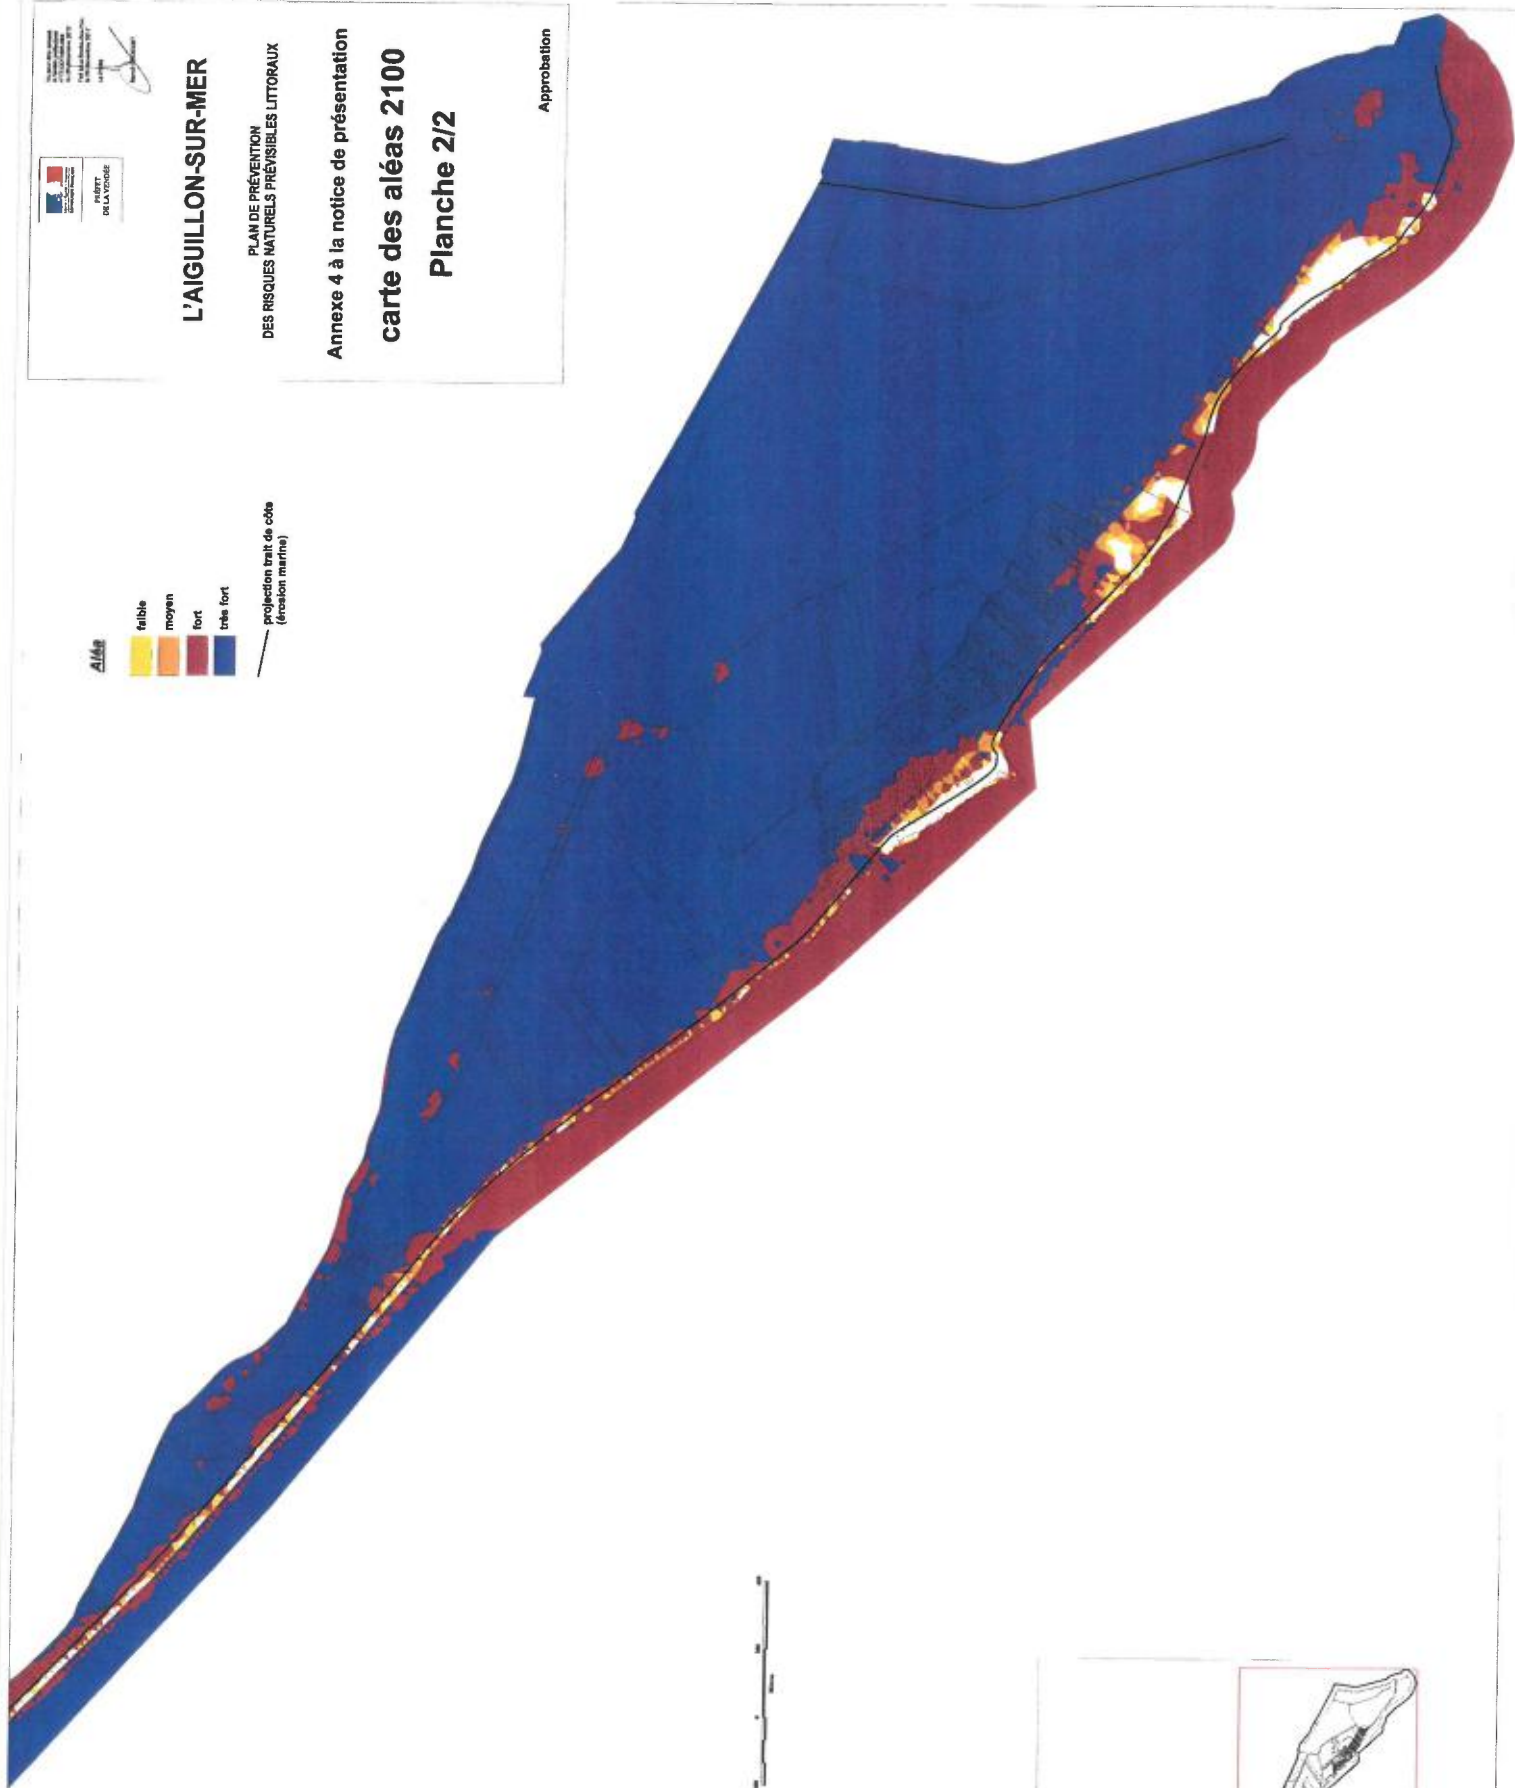 PRÉFET
DE LA VENDÉE
L'AIGUILLON-SUR-MER
PLAN DE PRÉVENTION
DES RISQUES NATURELS PRÉVISIBLES LITTORAUX
Annexe 4 à la notice de présentation
carte des aléas 2100
Planche 2/2
Approbation
Aléa
faible
moyen
fort
très fort
projection trait de côte
(érosion marine)